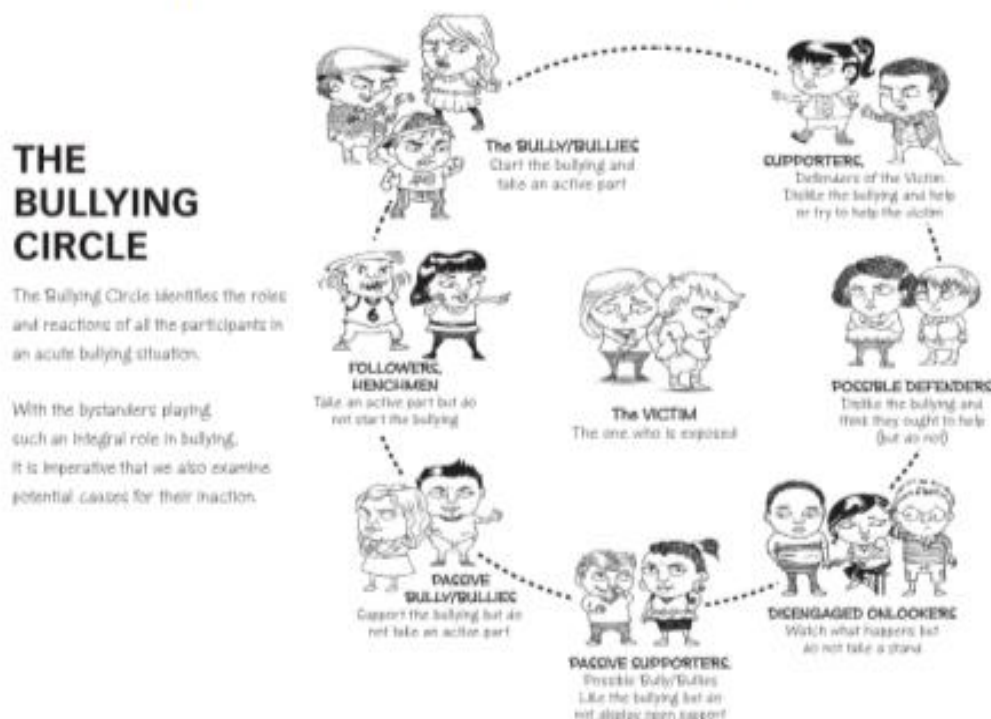 THE
BULLYING
CIRCLE
The Bullying Circle identifies the roles
and reactions of all the participants in
an acute bullying situation.
With the bystanders playing
such an integral role in bullying,
it is imperative that we also examine
potential causes for their inaction.
The BULLY/BULLIES
Start the bullying and
take an active part
SUPPORTERS,
Defenders of the Victim
Dislike the bullying and help
or try to help the victim
FOLLOWERS,
HENCHMEN
Take an active part but do
not start the bullying
The VICTIM
The one who is exposed
POSSIBLE DEFENDERS
Dislike the bullying and
think they ought to help
(but do not)
PASSIVE
BULLY/BULLIES
Support the bullying but do
not take an active part
PASSIVE SUPPORTERS,
Possible Bully/Bullies
Like the bullying but do
not display open support
DISENGAGED ONLOOKERS
Watch what happens but
do not take a stand
6